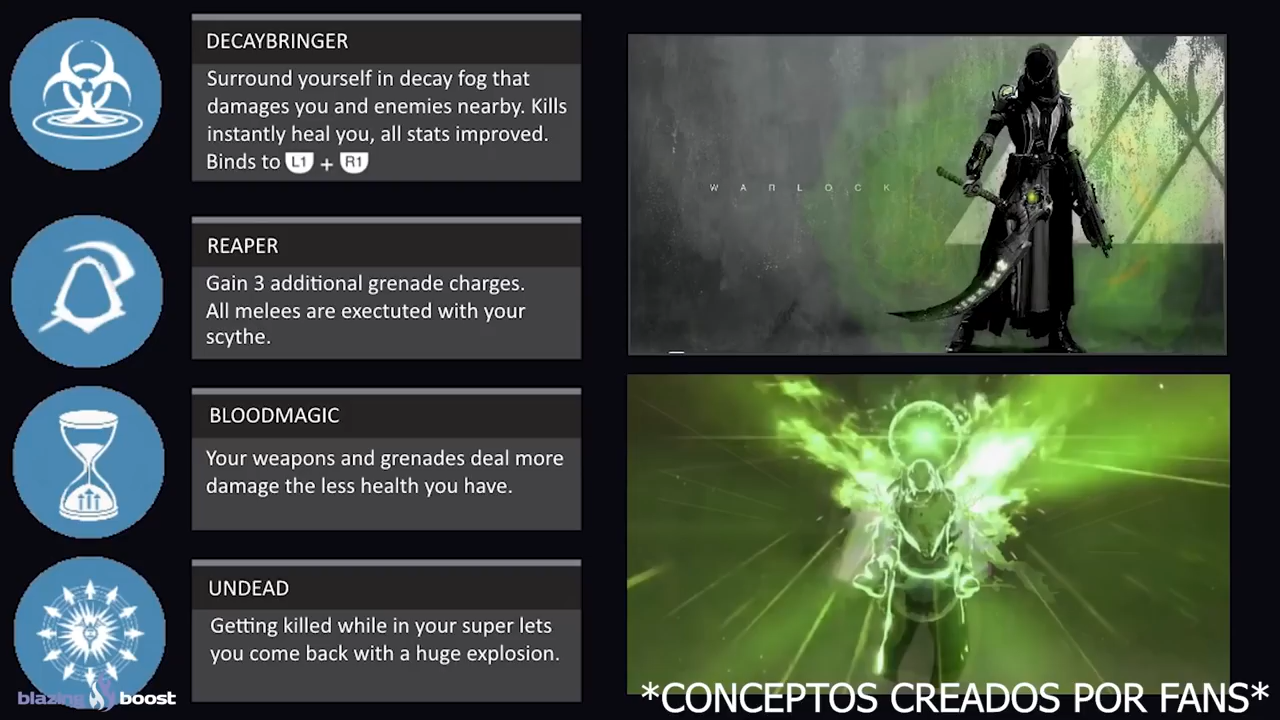 DECAYBRINGER
Surround yourself in decay fog that
damages you and enemies nearby. Kills
instantly heal you, all stats improved.
Binds to L1 + R1
REAPER
Gain 3 additional grenade charges.
All melees are exectuted with your
scythe.
BLOODMAGIC
Your weapons and grenades deal more
damage the less health you have.
UNDEAD
Getting killed while in your super lets
you come back with a huge explosion.
blazing boost
WARLOCK
*CONCEPTOS CREADOS POR FANS*